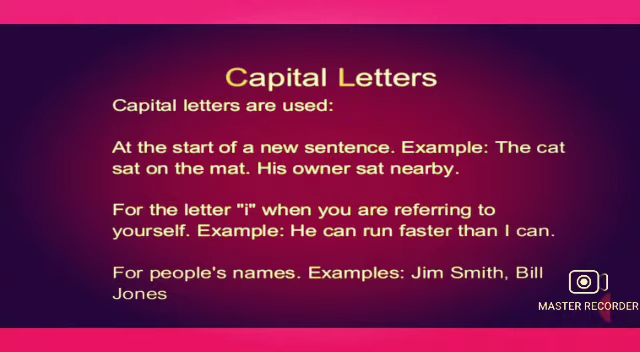 Capital Letters
Capital letters are used:
At the start of a new sentence. Example: The cat
sat on the mat. His owner sat nearby.
For the letter "i" when you are referring to
yourself. Example: He can run faster than I can.
For people's names. Examples: Jim Smith, Bill
Jones
MASTER RECORDER